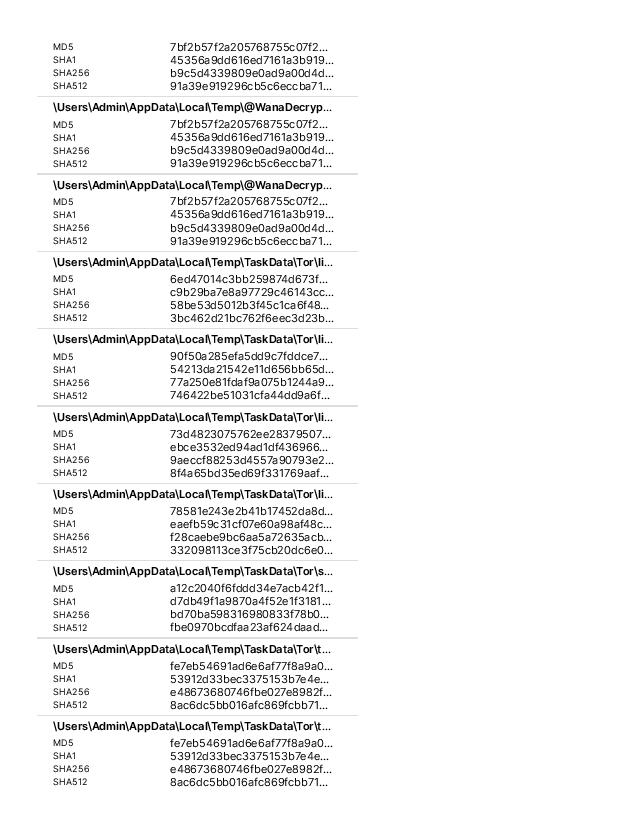 MD5 7bf2b57f2a205768755c07f2...
SHA1 45356a9dd616ed7161a3b919...
SHA256 b9c5d4339809e0ad9a00d4d...
SHA512 91a39e919296cb5c6eccba71...
\Users\Admin\AppData\Local\Temp\@WanaDecryp...
MD5 7bf2b57f2a205768755c07f2...
SHA1 45356a9dd616ed7161a3b919...
SHA256 b9c5d4339809e0ad9a00d4d...
SHA512 91a39e919296cb5c6eccba71...
\Users\Admin\AppData\Local\Temp\@WanaDecryp...
MD5 7bf2b57f2a205768755c07f2...
SHA1 45356a9dd616ed7161a3b919...
SHA256 b9c5d4339809e0ad9a00d4d...
SHA512 91a39e919296cb5c6eccba71...
\Users\Admin\AppData\Local\Temp\TaskData\Tor\li...
MD5 6ed47014c3bb259874d673f...
SHA1 c9b29ba7e8a97729c46143cc...
SHA256 58be53d5012b3f45c1ca6f48...
SHA512 3bc462d21bc762f6eec3d23b...
\Users\Admin\AppData\Local\Temp\TaskData\Tor\li...
MD5 90f50a285efa5dd9c7fddce7...
SHA1 54213da21542e11d656bb65d...
SHA256 77a250e81fdaf9a075b1244a9...
SHA512 746422be51031cfa44dd9a6f...
\Users\Admin\AppData\Local\Temp\TaskData\Tor\li...
MD5 73d4823075762ee28379507...
SHA1 ebce3532ed94ad1df436966...
SHA256 9aeccf88253d4557a90793e2...
SHA512 8f4a65bd35ed69f331769aaf...
\Users\Admin\AppData\Local\Temp\TaskData\Tor\li...
MD5 78581e243e2b41b17452da8d...
SHA1 eaefb59c31cf07e60a98af48c...
SHA256 f28caebe9bc6aa5a72635acb...
SHA512 332098113ce3f75cb20dc6e0...
\Users\Admin\AppData\Local\Temp\TaskData\Tor\s...
MD5 a12c2040f6fddd34e7acb42f1...
SHA1 d7db49f1a9870a4f52e1f3181...
SHA256 bd70ba598316980833f78b0...
SHA512 fbe0970bcdfaa23af624daad...
\Users\Admin\AppData\Local\Temp\TaskData\Tor\t...
MD5 fe7eb54691ad6e6af77f8a9a0...
SHA1 53912d33bec3375153b7e4e...
SHA256 e48673680746fbe027e8982f...
SHA512 8ac6dc5bb016afc869fcbb71...
\Users\Admin\AppData\Local\Temp\TaskData\Tor\t...
MD5 fe7eb54691ad6e6af77f8a9a0...
SHA1 53912d33bec3375153b7e4e...
SHA256 e48673680746fbe027e8982f...
SHA512 8ac6dc5bb016afc869fcbb71...